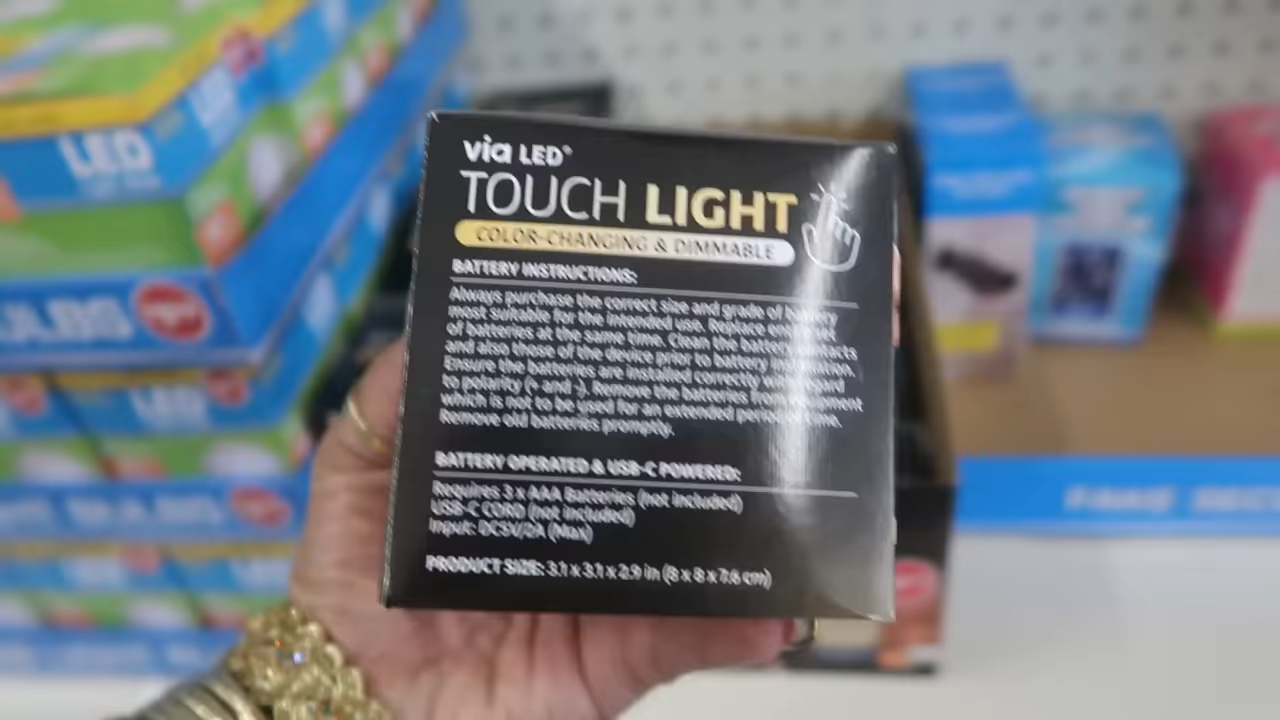 via LED®
TOUCH LIGHT
COLOR-CHANGING & DIMMABLE
BATTERY INSTRUCTIONS:
Always purchase the correct size and grade of battery
most suitable for the intended use. Replace entire set
of batteries at the same time. Clean the battery contacts
and also those of the device prior to battery installation.
Ensure the batteries are installed correctly with regard
to polarity (+ and -). Remove the batteries from equipment
which is not to be used for an extended period of time.
Remove old batteries promptly.
BATTERY OPERATED & USB-C POWERED:
Requires 3 x AAA Batteries (not included)
USB-C CORD (not included)
Input: DC5V/2A (Max)
PRODUCT SIZE: 3.1 x 3.1 x 2.9 in (8 x 8 x 7.6 cm)
LED
BULBS
LED
BULBS